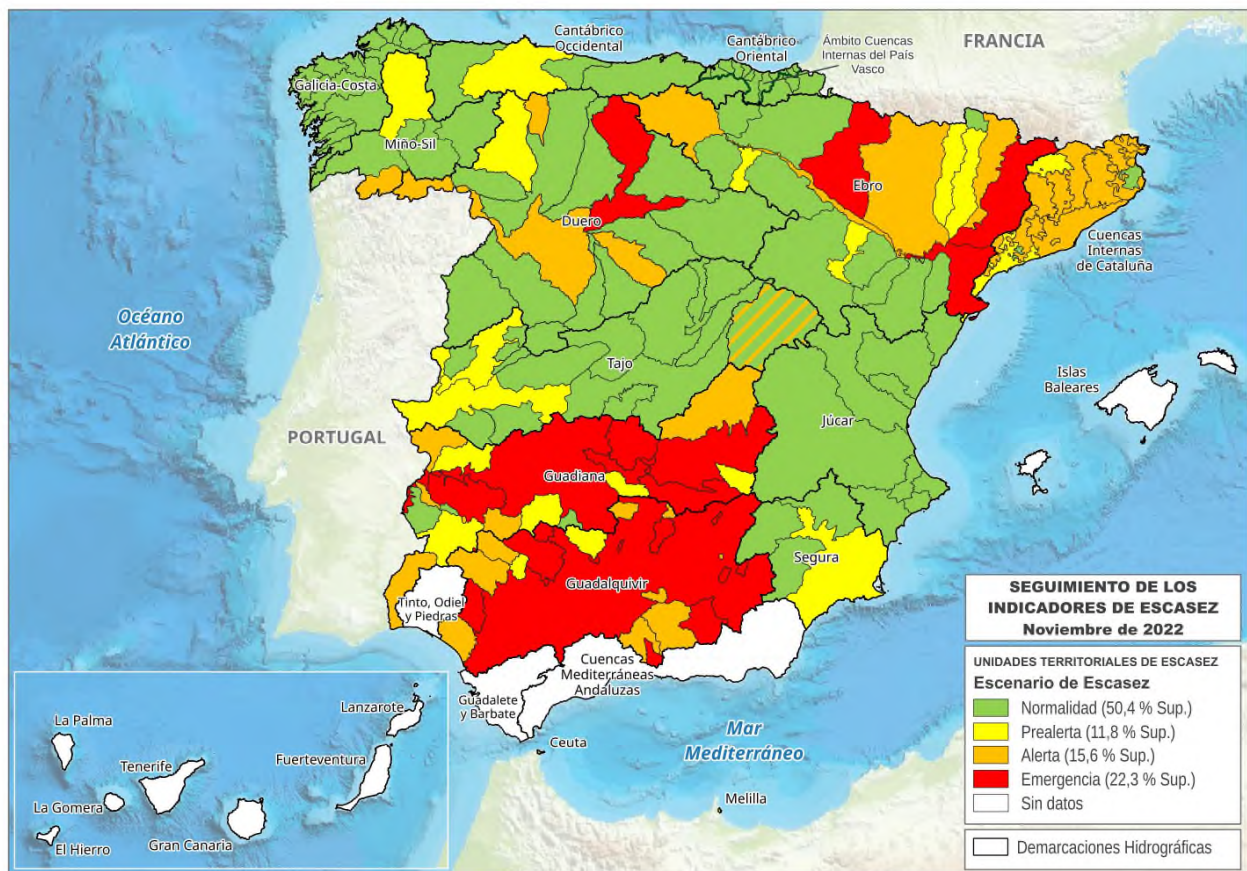 Cantábrico
Occidental
Cantábrico
Oriental
Ámbito Cuencas
Internas del País
Vasco
FRANCIA
Galicia-Costa
Miño-Sil
Ebro
Duero
Cuencas
Internas
de Cataluña
Océano
Atlántico
Tajo
Islas
Baleares
PORTUGAL
Júcar
Guadiana
Segura
Guadalquivir
Tinto, Odiel
y Piedras
Cuencas
Mediterráneas
Andaluzas
Guadalete
y Barbate
Ceuta
Mar
Mediterráneo
Melilla
La Palma
Lanzarote
Tenerife
Fuerteventura
La Gomera
El Hierro
Gran Canaria
SEGUIMIENTO DE LOS
INDICADORES DE ESCASEZ
Noviembre de 2022
UNIDADES TERRITORIALES DE ESCASEZ
Escenario de Escasez
Normalidad (50,4 % Sup.)
Prealerta (11,8 % Sup.)
Alerta (15,6 % Sup.)
Emergencia (22,3 % Sup.)
Sin datos
Demarcaciones Hidrográficas